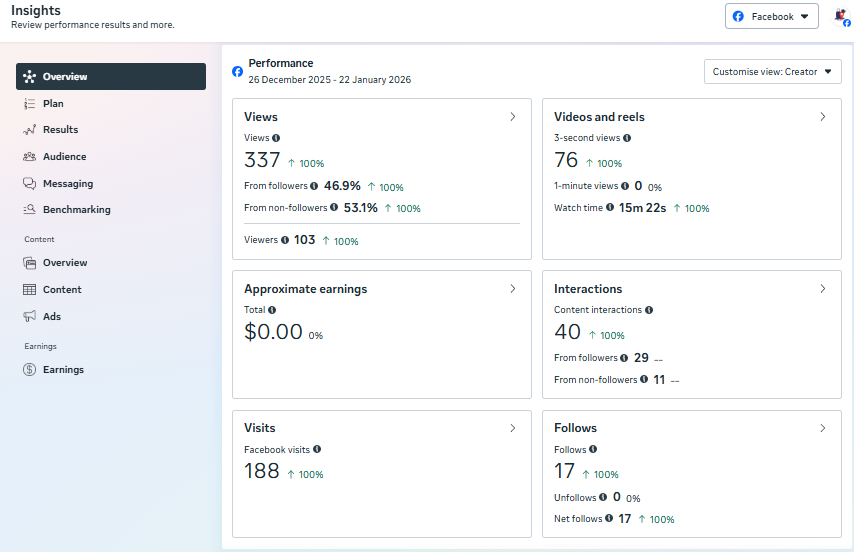 Insights
Review performance results and more.
Facebook
Overview
Plan
Results
Audience
Messaging
Benchmarking
Content
Overview
Content
Ads
Earnings
Earnings
Performance
26 December 2025 - 22 January 2026
Customise view: Creator
Views
Views
337 ↑ 100%
From followers 46.9% ↑ 100%
From non-followers 53.1% ↑ 100%
Viewers 103 ↑ 100%
Videos and reels
3-second views
76 ↑ 100%
1-minute views 0 0%
Watch time 15m 22s ↑ 100%
Approximate earnings
Total
$0.00 0%
Interactions
Content interactions
40 ↑ 100%
From followers 29 --
From non-followers 11 --
Visits
Facebook visits
188 ↑ 100%
Follows
Follows
17 ↑ 100%
Unfollows 0 0%
Net follows 17 ↑ 100%